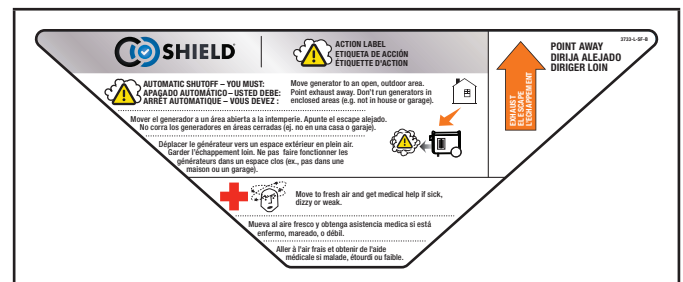 CO SHIELD
ACTION LABEL
ETIQUETA DE ACCIÓN
ÉTIQUETTE D'ACTION
3733-L-SF-B
POINT AWAY
DIRIJA ALEJADO
DIRIGER LOIN
EXHAUST
EL ESCAPE
L'ÉCHAPPEMENT
AUTOMATIC SHUTOFF – YOU MUST:
APAGADO AUTOMÁTICO – USTED DEBE:
ARRÊT AUTOMATIQUE – VOUS DEVEZ :
Move generator to an open, outdoor area.
Point exhaust away. Don't run generators in
enclosed areas (e.g. not in house or garage).
Mover el generador a un área abierta a la intemperie. Apunte el escape alejado.
No corra los generadores en áreas cerradas (ej. no en una casa o garaje).
Déplacer le générateur vers un espace extérieur en plein air.
Garder l'échappement loin. Ne pas faire fonctionner les
générateurs dans un espace clos (ex., pas dans une
maison ou un garage).
Move to fresh air and get medical help if sick,
dizzy or weak.
Mueva al aire fresco y obtenga asistencia medica si está
enfermo, mareado, o débil.
Aller à l'air frais et obtenir de l'aide
médicale si malade, étourdi ou faible.